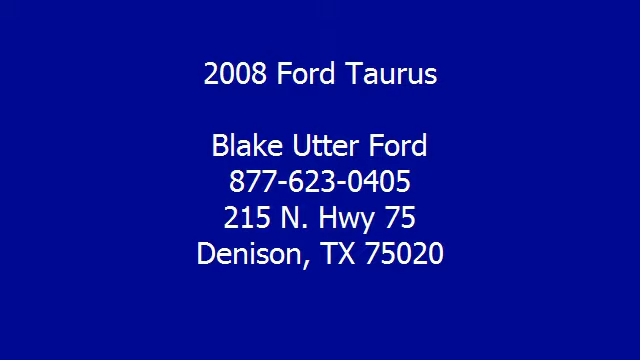 2008 Ford Taurus
Blake Utter Ford
877-623-0405
215 N. Hwy 75
Denison, TX 75020